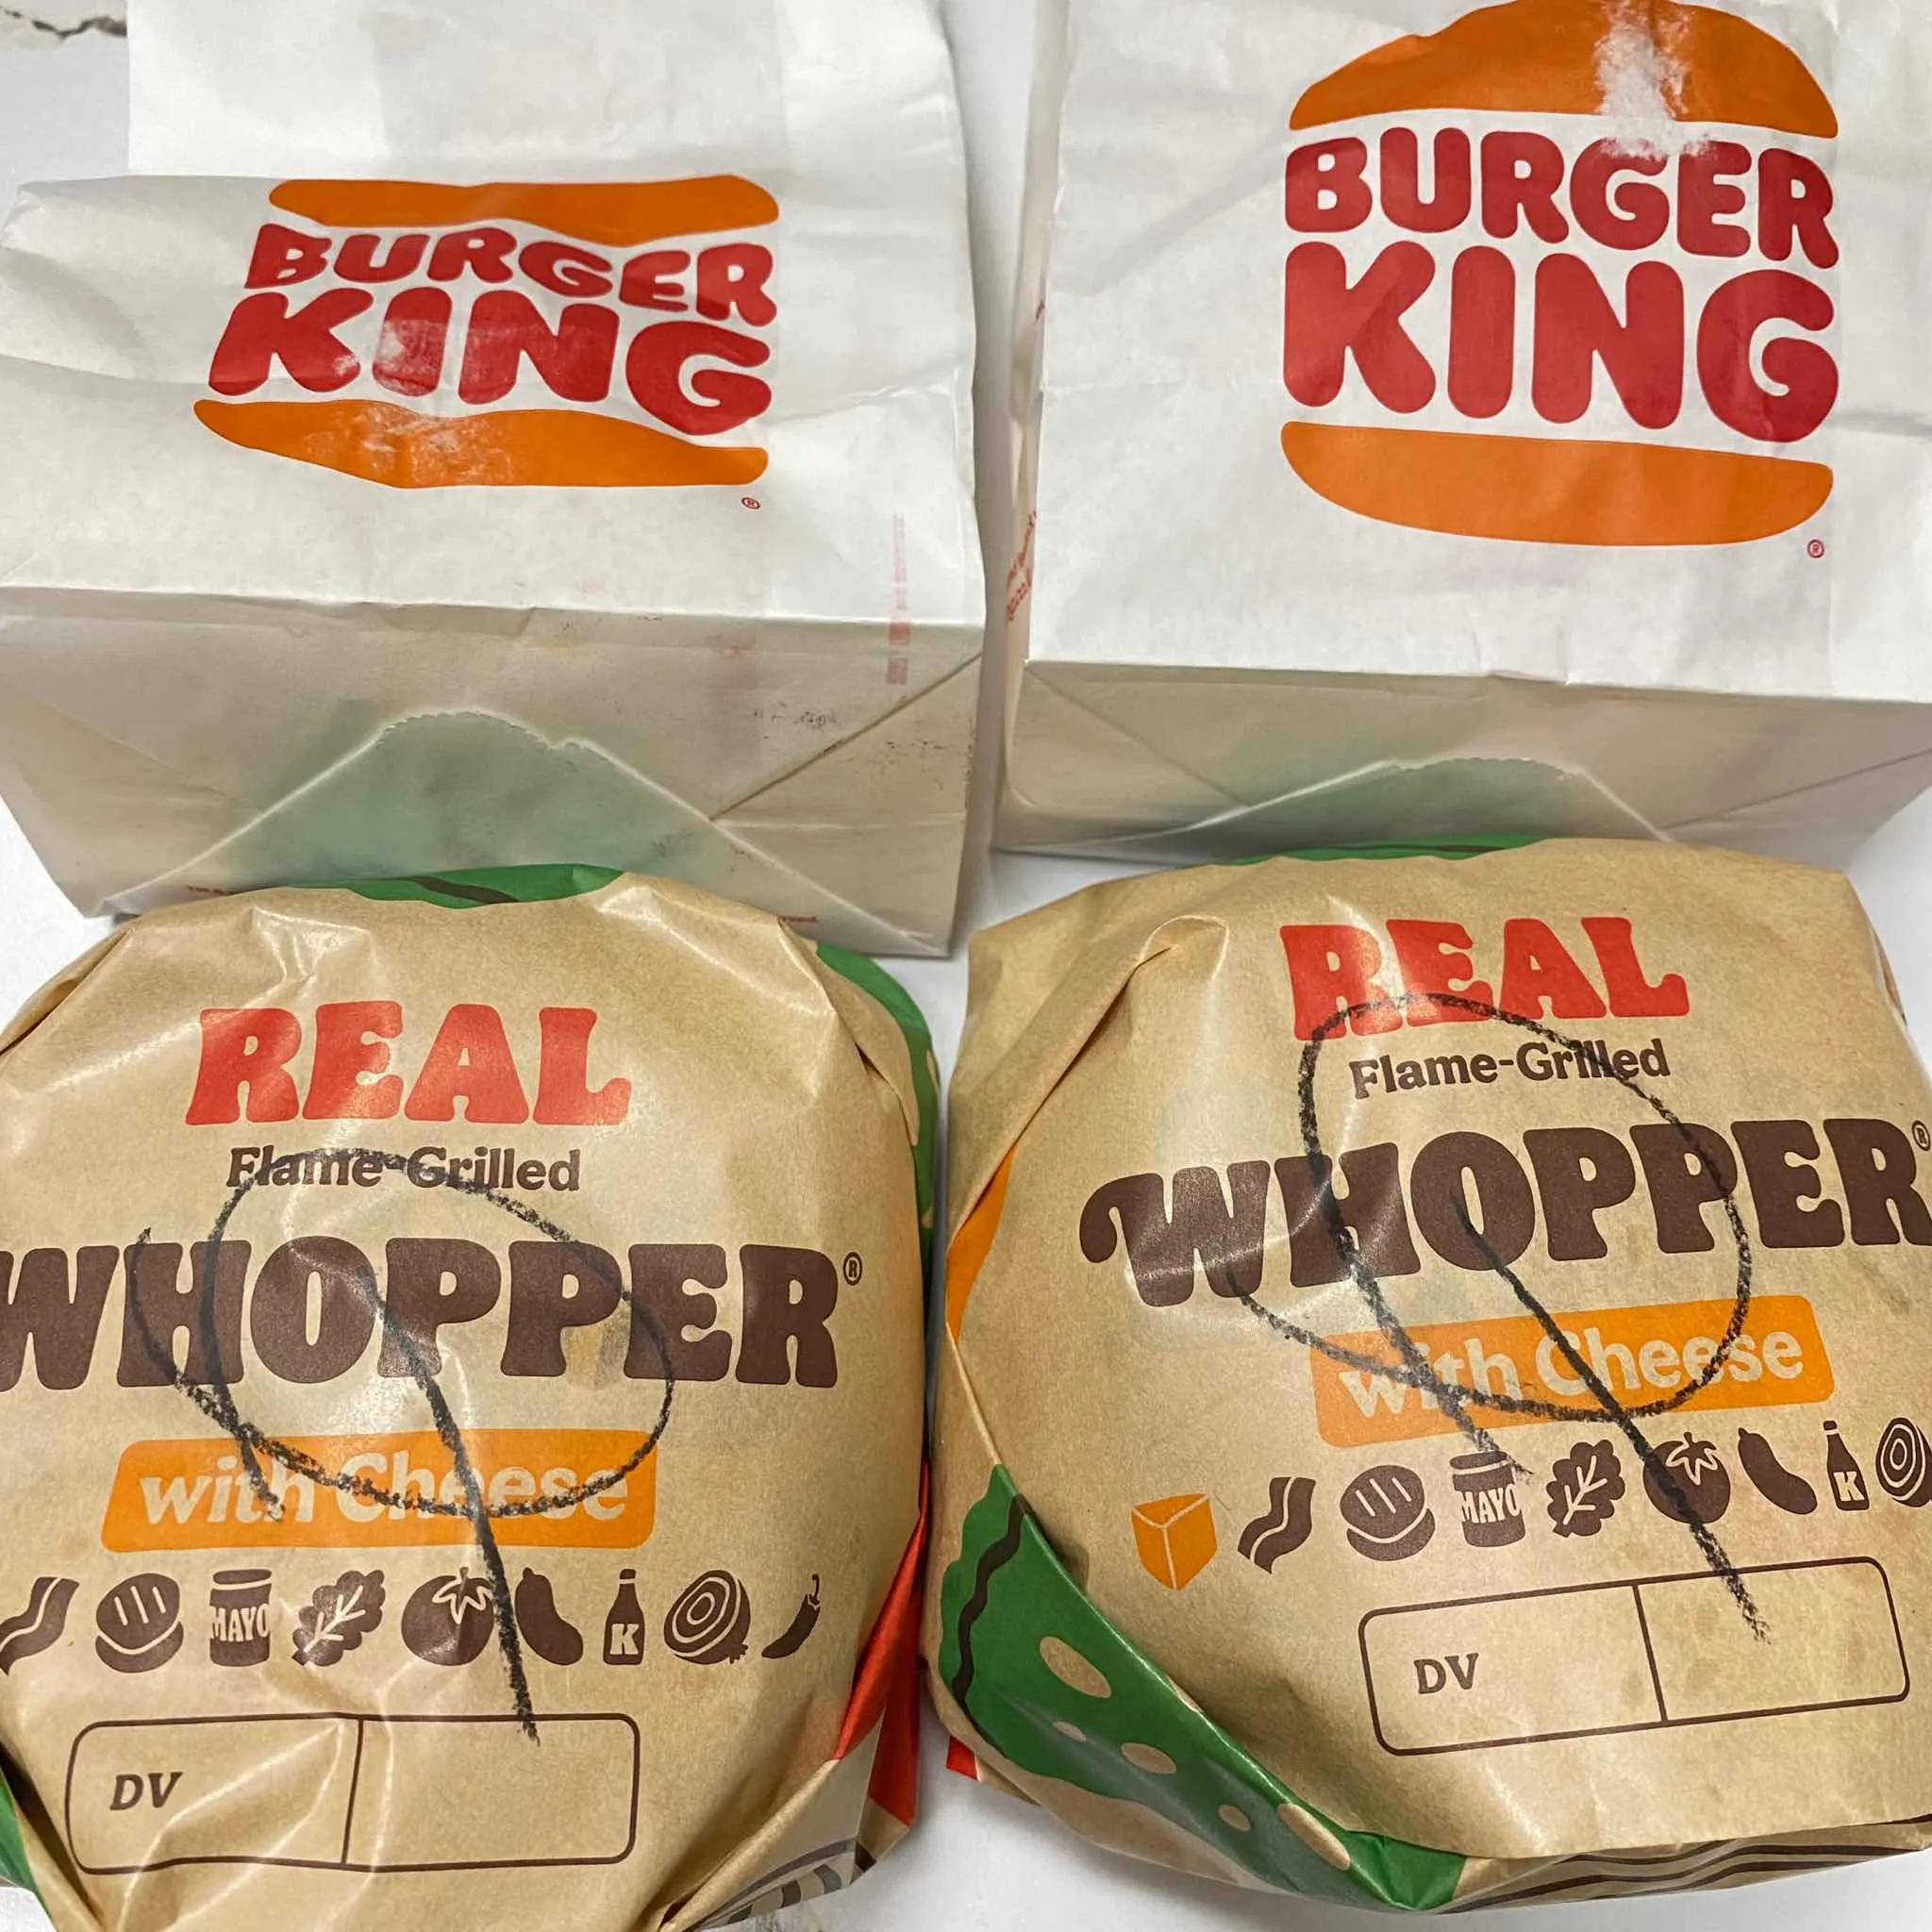 BURGER
KING
®
BURGER
KING
®
REAL
Flame-Grilled
WHOPPER®
with Cheese
MAYO
K
DV
REAL
Flame-Grilled
WHOPPER®
with Cheese
MAYO
K
DV